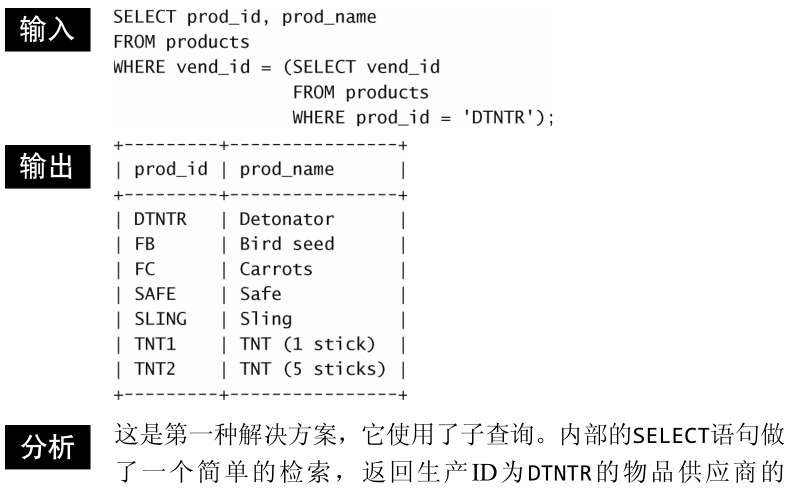 输入
SELECT prod_id, prod_name
FROM products
WHERE vend_id = (SELECT vend_id
FROM products
WHERE prod_id = 'DTNTR');
输出
+---------+----------------+
| prod_id | prod_name      |
+---------+----------------+
| DTNTR   | Detonator      |
| FB      | Bird seed      |
| FC      | Carrots        |
| SAFE    | Safe           |
| SLING   | Sling          |
| TNT1    | TNT (1 stick)  |
| TNT2    | TNT (5 sticks) |
+---------+----------------+
分析
这是第一种解决方案，它使用了子查询。内部的SELECT语句做
了一个简单的检索，返回生产ID为DTNTR的物品供应商的